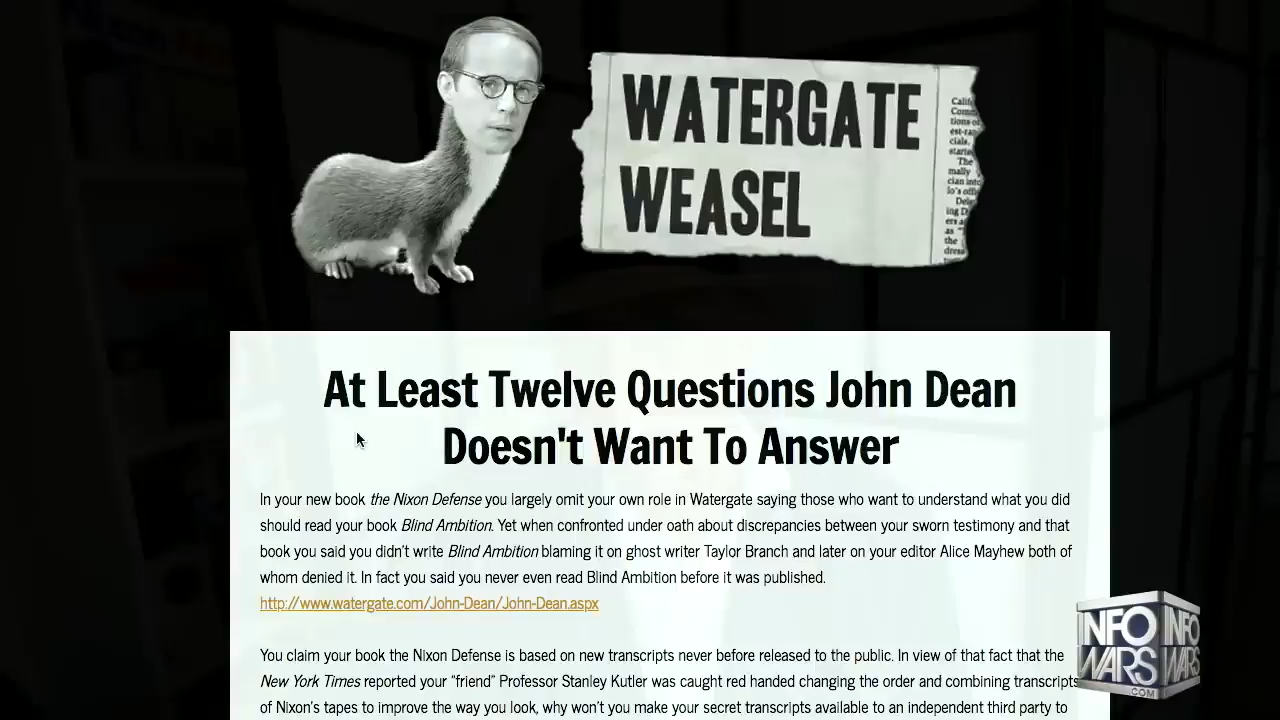 WATERGATE
WEASEL
At Least Twelve Questions John Dean
Doesn't Want To Answer
In your new book the Nixon Defense you largely omit your own role in Watergate saying those who want to understand what you did
should read your book Blind Ambition. Yet when confronted under oath about discrepancies between your sworn testimony and that
book you said you didn't write Blind Ambition blaming it on ghost writer Taylor Branch and later on your editor Alice Mayhew both of
whom denied it. In fact you said you never even read Blind Ambition before it was published.
http://www.watergate.com/John-Dean/John-Dean.aspx
You claim your book the Nixon Defense is based on new transcripts never before released to the public. In view of that fact that the
New York Times reported your "friend" Professor Stanley Kutler was caught red handed changing the order and combining transcripts
of Nixon's tapes to improve the way you look, why won't you make your secret transcripts available to an independent third party to
INFO
WARS
.COM
INFO
WARS